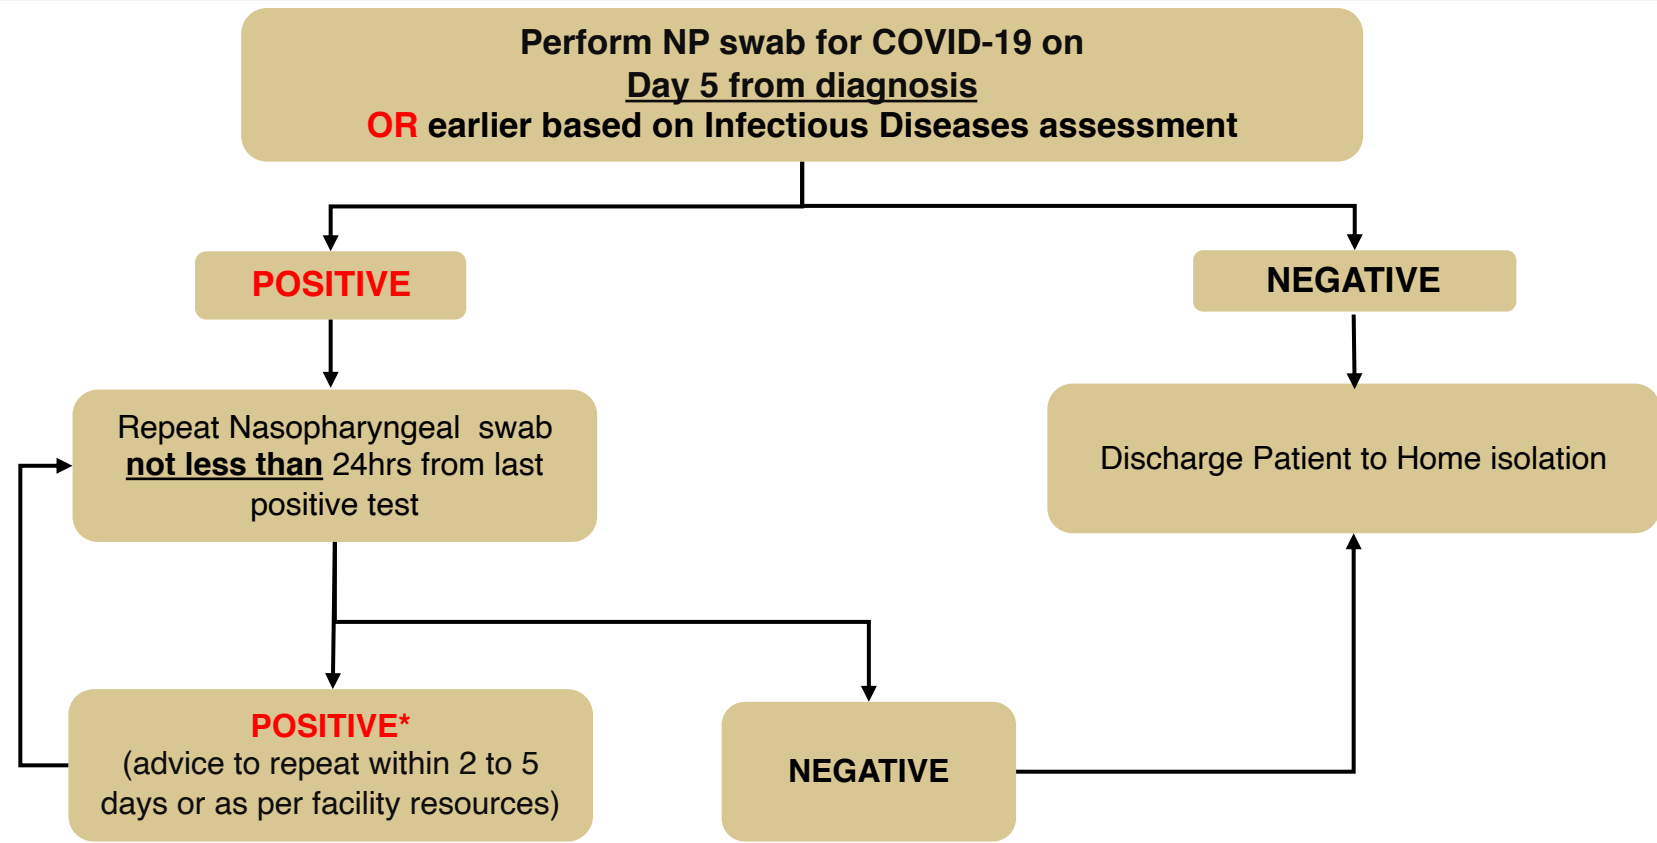 Perform NP swab for COVID-19 on
Day 5 from diagnosis
OR earlier based on Infectious Diseases assessment
POSITIVE
NEGATIVE
Repeat Nasopharyngeal swab
not less than 24hrs from last
positive test
Discharge Patient to Home isolation
POSITIVE*
(advice to repeat within 2 to 5
days or as per facility resources)
NEGATIVE